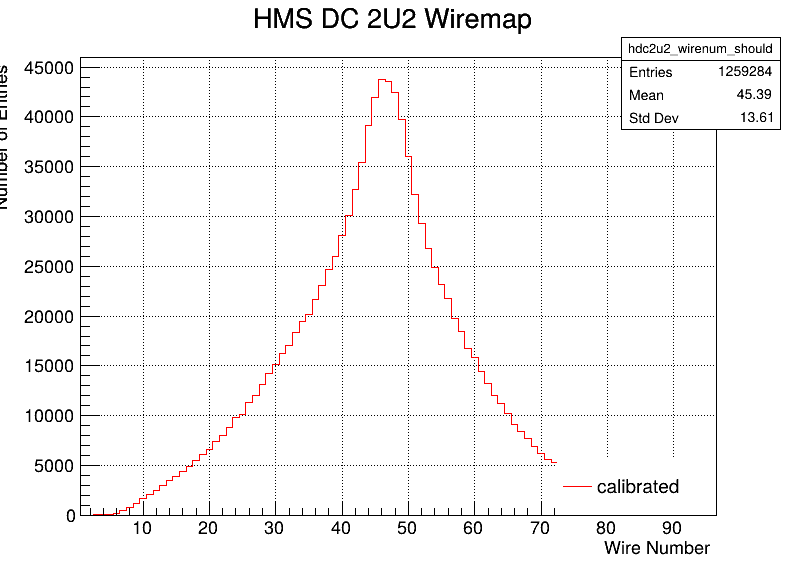 HMS DC 2U2 Wiremap
hdc2u2_wirenum_should
Entries 1259284
Mean 45.39
Std Dev 13.61
Number of Entries
45000
40000
35000
30000
25000
20000
15000
10000
5000
0
10 20 30 40 50 60 70 80 90
Wire Number
calibrated